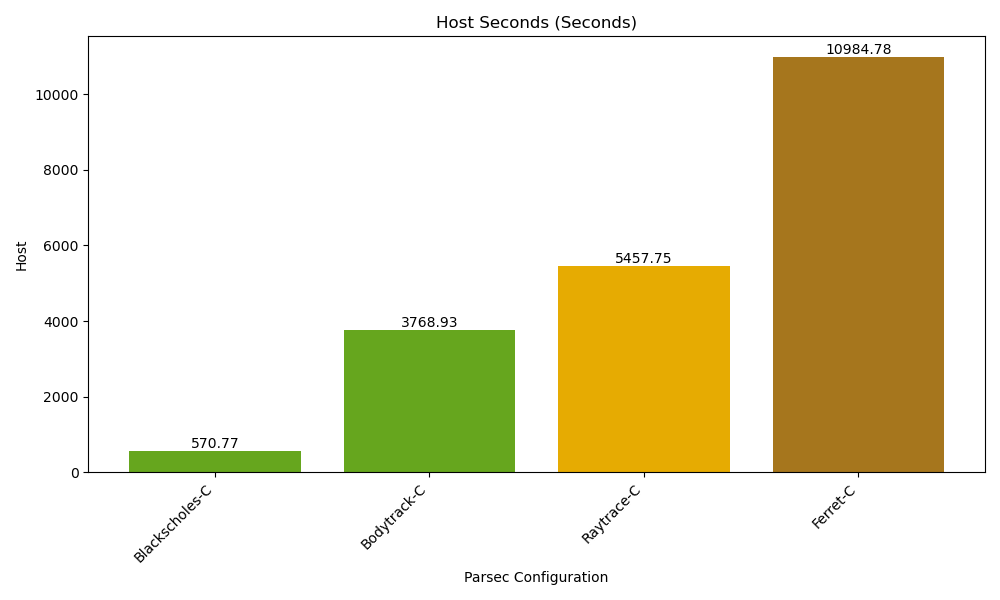 Host Seconds (Seconds)
10984.78
10000
8000
6000
5457.75
Host
4000
3768.93
2000
570.77
0
Blackscholes-C
Bodytrack-C
Raytrace-C
Ferret-C
Parsec Configuration